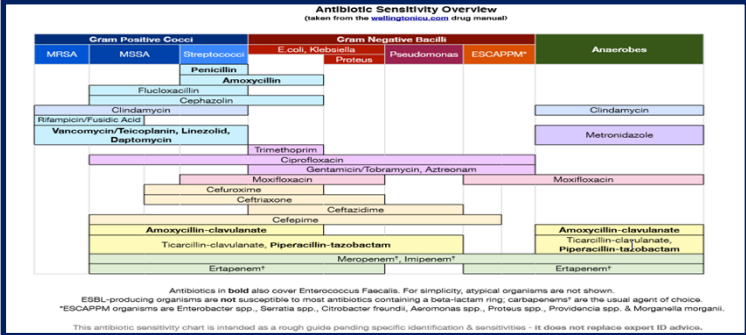 Antibiotic Sensitivity Overview
(taken from the wellingtonicu.com drug manual)
Gram Positive Cocci Gram Negative Bacilli Anaerobes
MRSA MSSA Streptococci E.coli, Klebsiella Pseudomonas ESCAPPM*
Proteus
Penicillin
Amoxycillin
Flucloxacillin
Cephazolin
Clindamycin Clindamycin
Rifampicin/Fusidic Acid
Vancomycin/Teicoplanin, Linezolid,
Daptomycin
Metronidazole
Trimethoprim
Ciprofloxacin
Gentamicin/Tobramycin, Aztreonam
Moxifloxacin Moxifloxacin
Cefuroxime
Ceftriaxone
Ceftazidime
Cefepime
Amoxycillin-clavulanate Amoxycillin-clavulanate
Ticarcillin-clavulanate, Piperacillin-tazobactam Ticarcillin-clavulanate,
Piperacillin-tazobactam
Meropenem†, Imipenem†
Ertapenem† Ertapenem†
Antibiotics in bold also cover Enterococcus Faecalis. For simplicity, atypical organisms are not shown.
ESBL-producing organisms are not susceptible to most antibiotics containing a beta-lactam ring; carbapenems† are the usual agent of choice.
*ESCAPPM organisms are Enterobacter spp., Serratia spp., Citrobacter freundii, Aeromonas spp., Proteus spp., Providencia spp. & Morganella morganii.
This antibiotic sensitivity chart is intended as a rough guide pending specific identification & sensitivities - it does not replace expert ID advice.